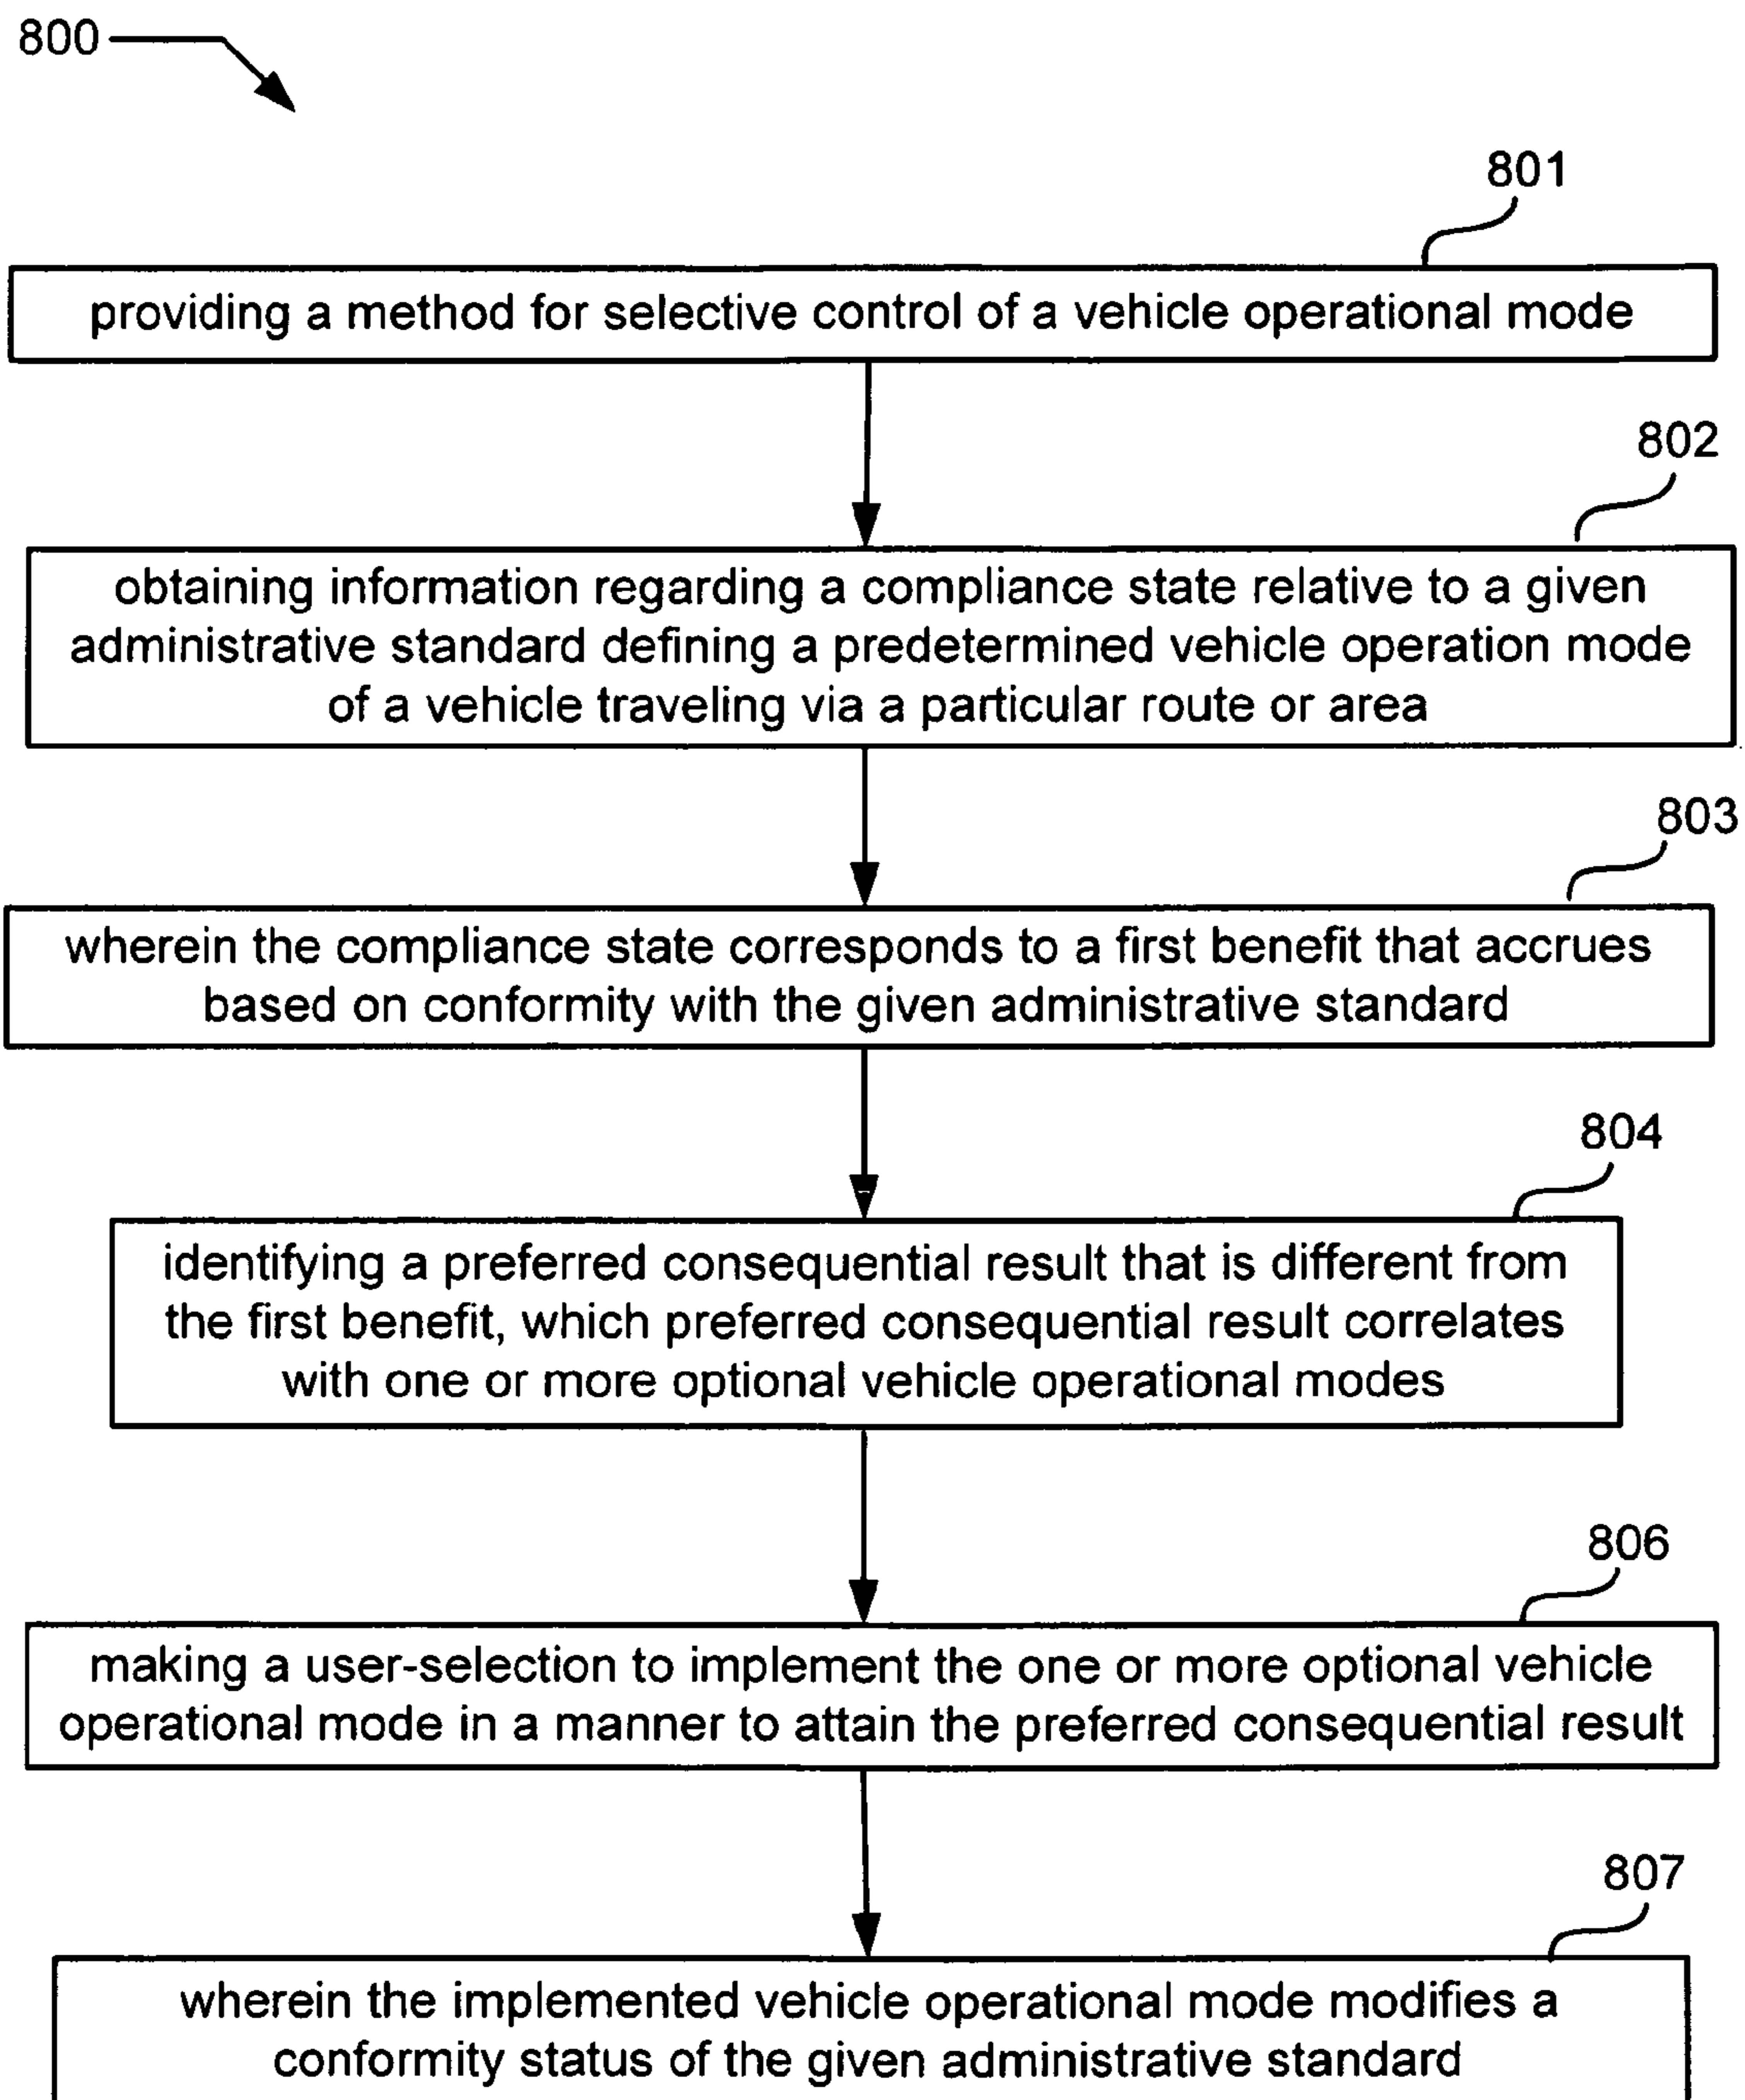 800
801
providing a method for selective control of a vehicle operational mode
802
obtaining information regarding a compliance state relative to a given
administrative standard defining a predetermined vehicle operation mode
of a vehicle traveling via a particular route or area
803
wherein the compliance state corresponds to a first benefit that accrues
based on conformity with the given administrative standard
804
identifying a preferred consequential result that is different from
the first benefit, which preferred consequential result correlates
with one or more optional vehicle operational modes
806
making a user-selection to implement the one or more optional vehicle
operational mode in a manner to attain the preferred consequential result
807
wherein the implemented vehicle operational mode modifies a
conformity status of the given administrative standard